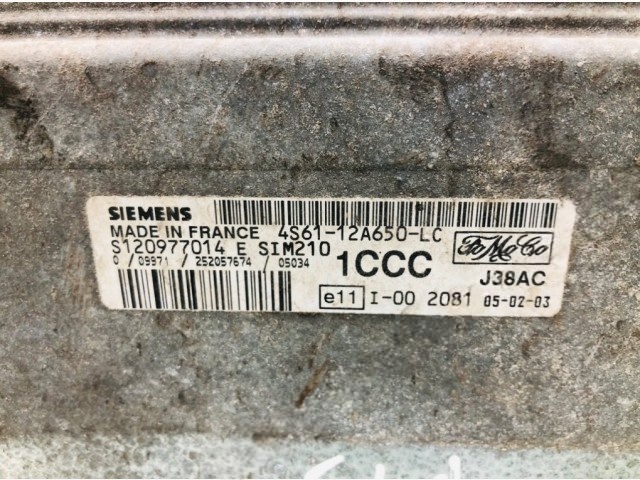 SIEMENS
MADE IN FRANCE 4S61-12A650-LC
S120977014 E SIM210
FoMoCo
0 / 09971 / 252057674 / 05034
1CCC
J38AC
e11 I-00 2081 05-02-03